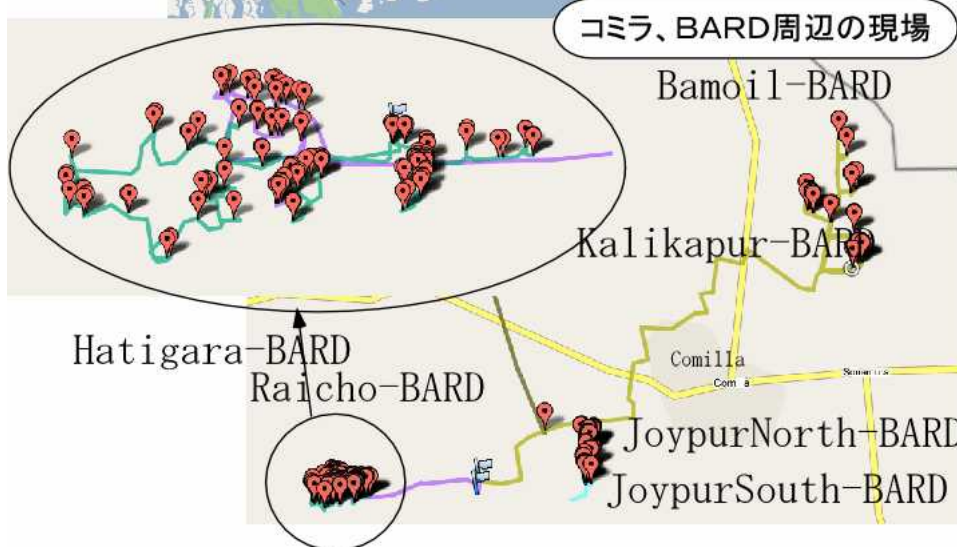 コミラ、BARD周辺の現場
Bamoil-BARD
Kalikapur-BARD
Hatigara-BARD
Raicho-BARD
Comilla
JoypurNorth-BARD
JoypurSouth-BARD